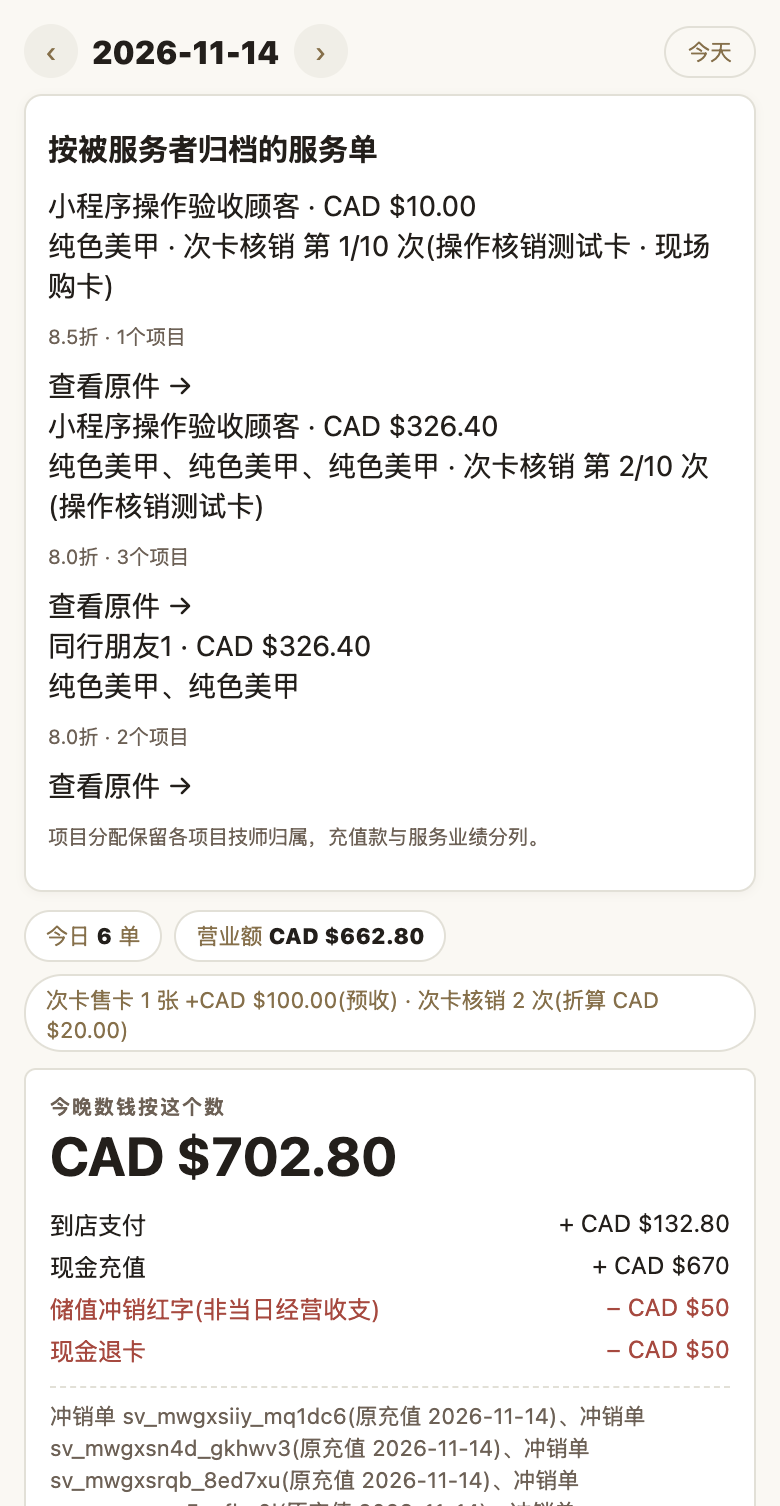 ‹ 2026-11-14 › 今天
按被服务者归档的服务单
小程序操作验收顾客 · CAD $10.00
纯色美甲 · 次卡核销 第 1/10 次(操作核销测试卡 · 现场
购卡)
8.5折 · 1个项目
查看原件 →
小程序操作验收顾客 · CAD $326.40
纯色美甲、纯色美甲、纯色美甲 · 次卡核销 第 2/10 次
(操作核销测试卡)
8.0折 · 3个项目
查看原件 →
同行朋友1 · CAD $326.40
纯色美甲、纯色美甲
8.0折 · 2个项目
查看原件 →
项目分配保留各项目技师归属，充值款与服务业绩分列。
今日 6 单 营业额 CAD $662.80
次卡售卡 1 张 +CAD $100.00(预收) · 次卡核销 2 次(折算 CAD
$20.00)
今晚数钱按这个数
CAD $702.80
到店支付 + CAD $132.80
现金充值 + CAD $670
储值冲销红字(非当日经营收支) − CAD $50
现金退卡 − CAD $50
冲销单 sv_mwgxsiiy_mq1dc6(原充值 2026-11-14)、冲销单
sv_mwgxsn4d_gkhwv3(原充值 2026-11-14)、冲销单
sv_mwgxsrqb_8ed7xu(原充值 2026-11-14)、冲销单